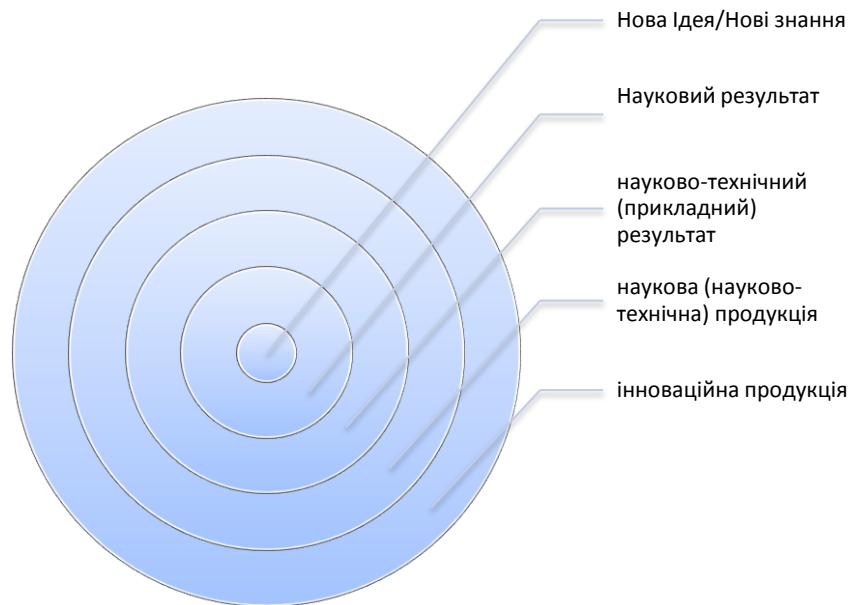 Нова Ідея/Нові знання
Науковий результат
науково-технічний
(прикладний)
результат
наукова (науково-
технічна) продукція
інноваційна продукція